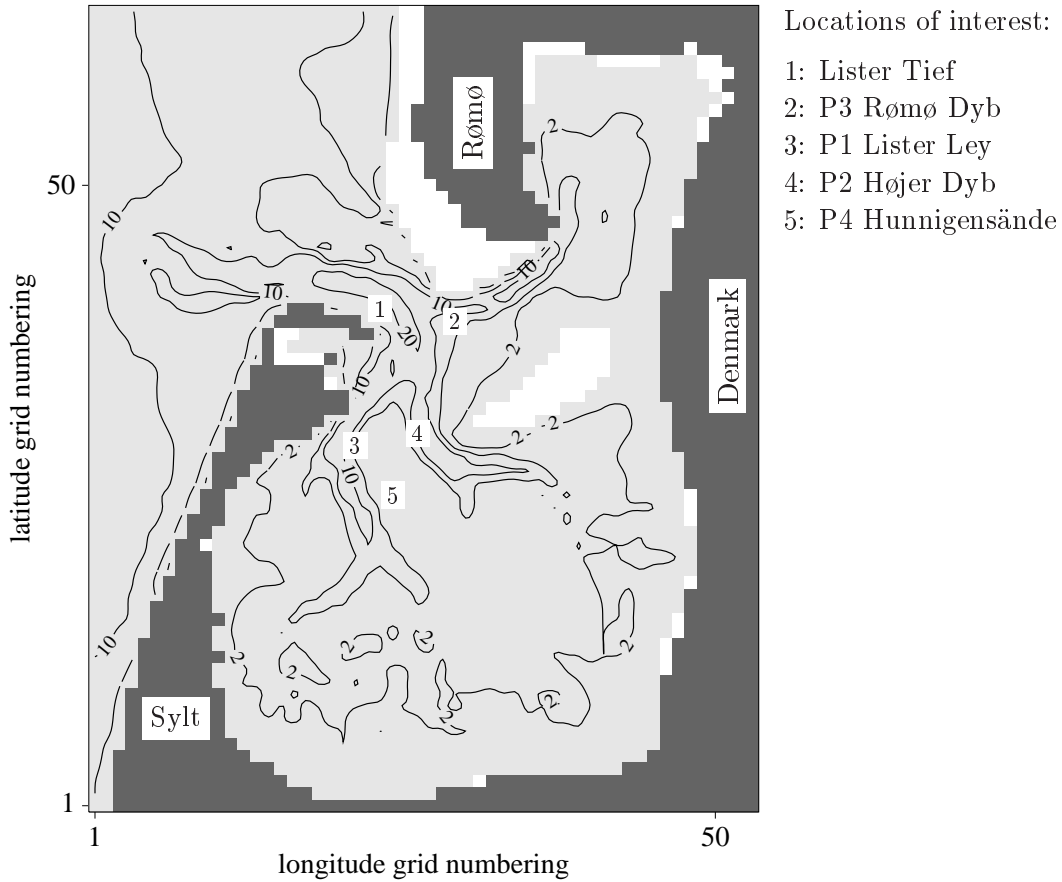 Locations of interest:
1: Lister Tief
2: P3 Rømø Dyb
3: P1 Lister Ley
4: P2 Højer Dyb
5: P4 Hunnigensände
Rømø
2
50
10
10
10
10
1
2
20
2
Denmark
10
4
2
2
3
2
10
5
latitude grid numbering
10
2
2
2
2
2
2
2
Sylt
1
1
50
longitude grid numbering